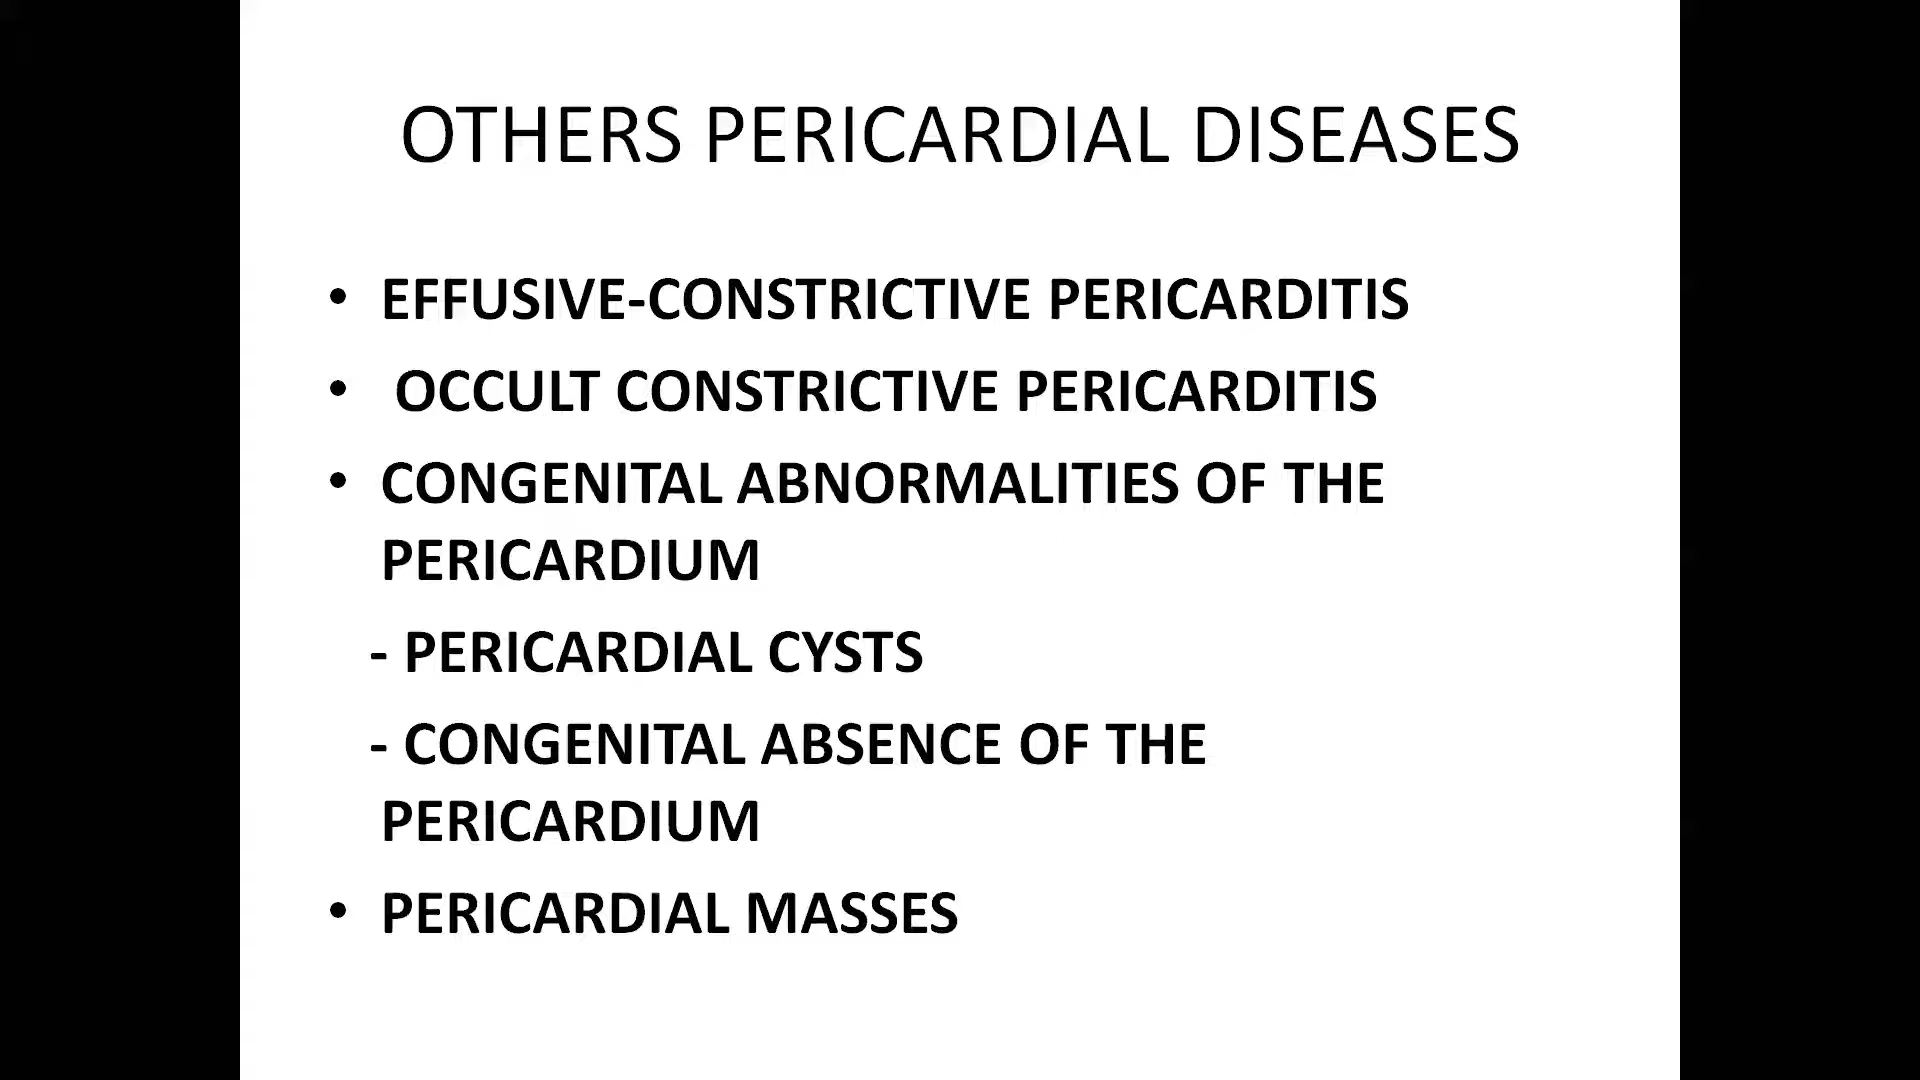 OTHERS PERICARDIAL DISEASES
• EFFUSIVE-CONSTRICTIVE PERICARDITIS
• OCCULT CONSTRICTIVE PERICARDITIS
• CONGENITAL ABNORMALITIES OF THE
PERICARDIUM
- PERICARDIAL CYSTS
- CONGENITAL ABSENCE OF THE
PERICARDIUM
• PERICARDIAL MASSES